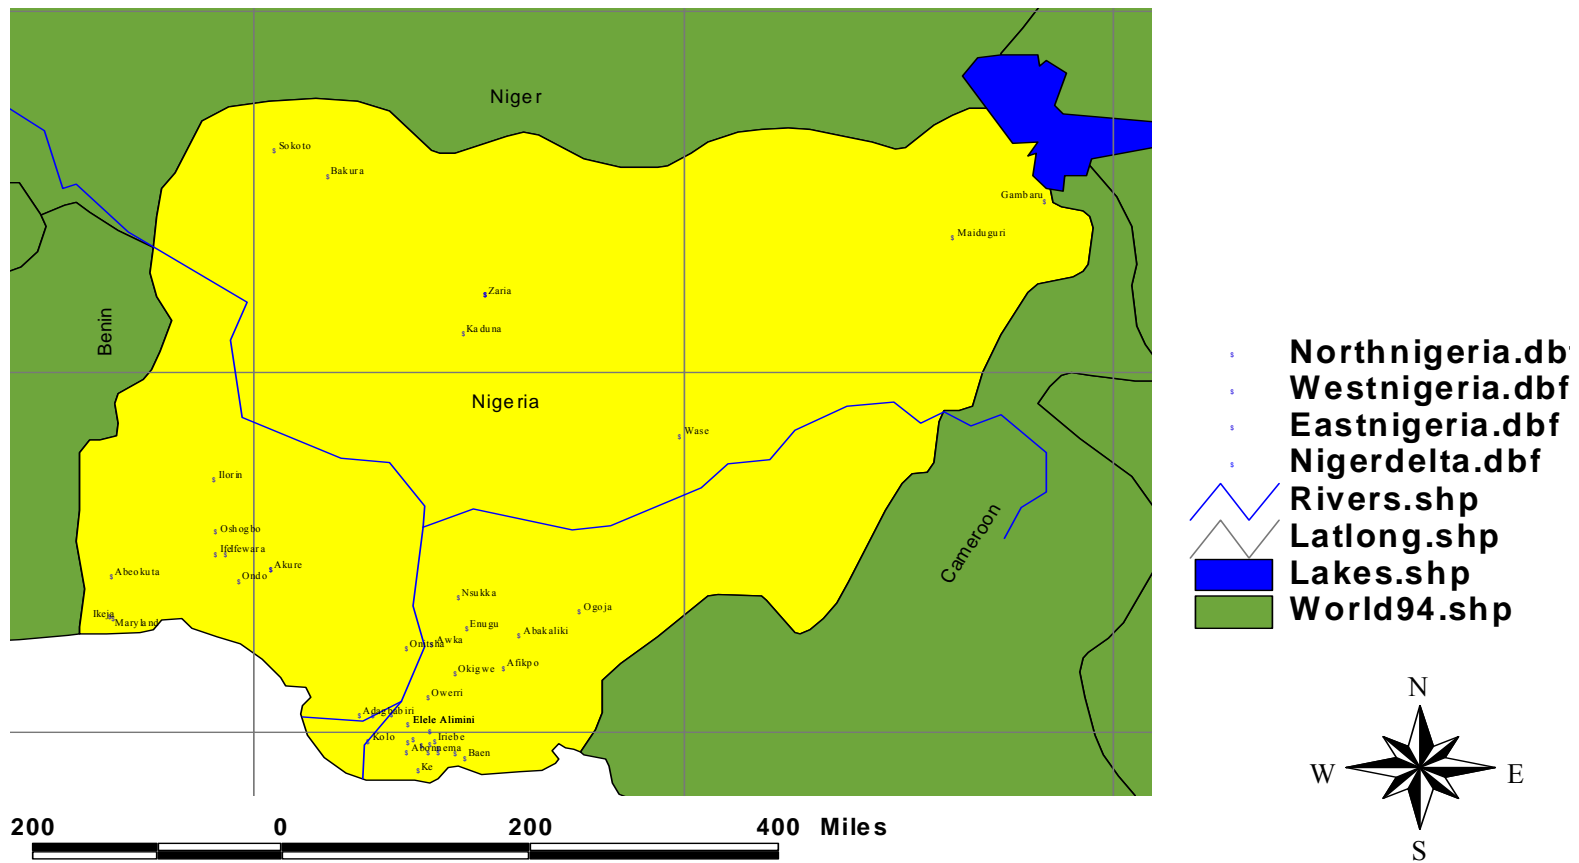 Niger
Sokoto
Bakura
Gambaru
Maiduguri
Zaria
Benin
Kaduna
Nigeria
Wase
Ilorin
Cameroon
Oshogbo
Ifelfewara
Akure
Abeokuta
Ondo
Nsukka
Ogoja
Ikeja
Maryland
Enugu
Abakaliki
Onitsha
Awka
Okigwe
Afikpo
Owerri
Elele Alimini
Kolo
Iriebe
Baen
Ke
Northnigeria.dbf
Westnigeria.dbf
Eastnigeria.dbf
Nigerdelta.dbf
Rivers.shp
Latlong.shp
Lakes.shp
World94.shp
N
W E
S
200 0 200 400 Miles